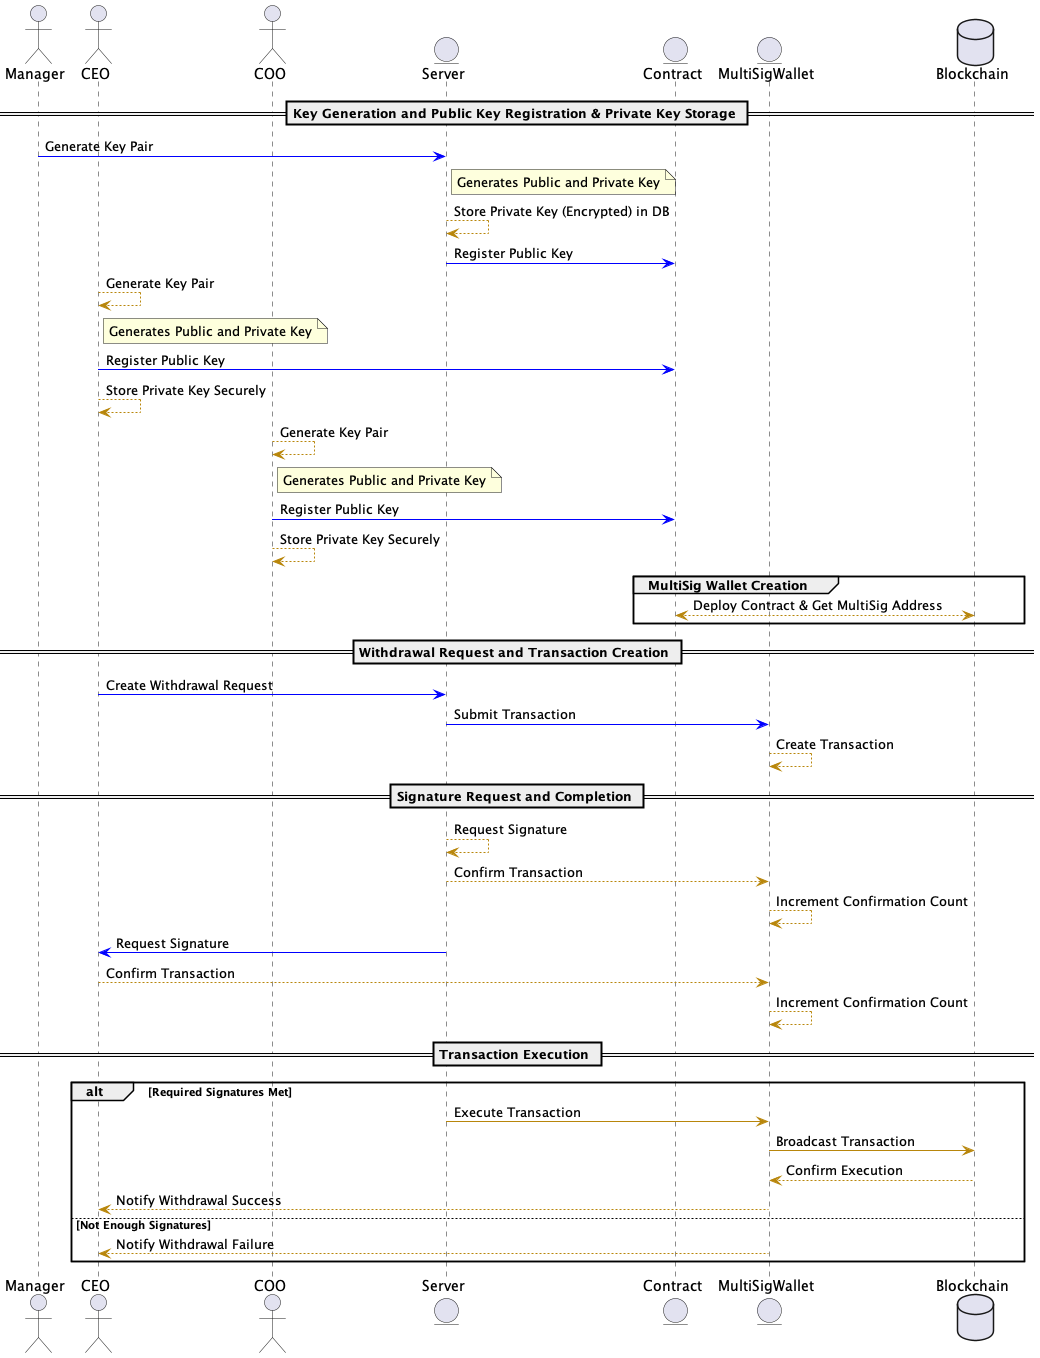 Manager CEO COO Server Contract MultiSigWallet Blockchain
Key Generation and Public Key Registration & Private Key Storage
Generate Key Pair
Generates Public and Private Key
Store Private Key (Encrypted) in DB
Register Public Key
Generate Key Pair
Generates Public and Private Key
Register Public Key
Store Private Key Securely
Generate Key Pair
Generates Public and Private Key
Register Public Key
Store Private Key Securely
MultiSig Wallet Creation
Deploy Contract & Get MultiSig Address
Withdrawal Request and Transaction Creation
Create Withdrawal Request
Submit Transaction
Create Transaction
Signature Request and Completion
Request Signature
Confirm Transaction
Increment Confirmation Count
Request Signature
Confirm Transaction
Increment Confirmation Count
Transaction Execution
alt [Required Signatures Met]
Execute Transaction
Broadcast Transaction
Confirm Execution
Notify Withdrawal Success
[Not Enough Signatures]
Notify Withdrawal Failure
Manager CEO COO Server Contract MultiSigWallet Blockchain